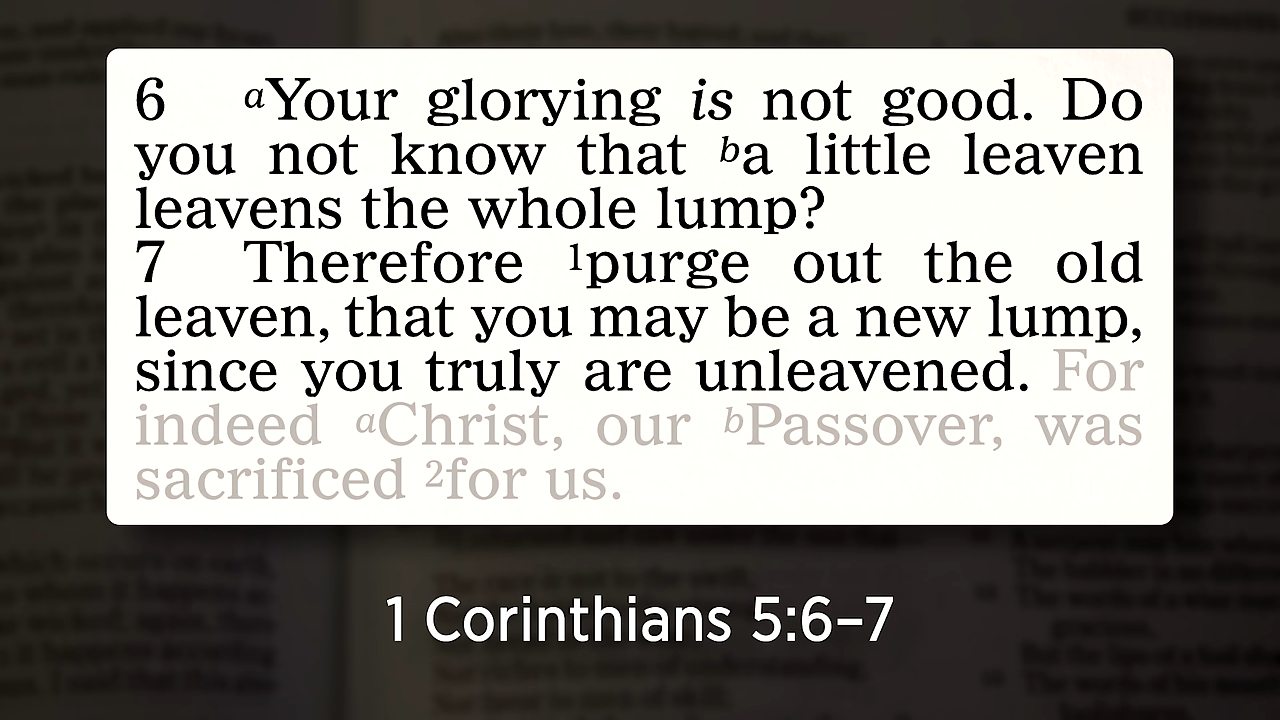 6 aYour glorying is not good. Do
you not know that ba little leaven
leavens the whole lump?
7 Therefore 1purge out the old
leaven, that you may be a new lump,
since you truly are unleavened. For
indeed aChrist, our bPassover, was
sacrificed 2for us.
1 Corinthians 5:6–7